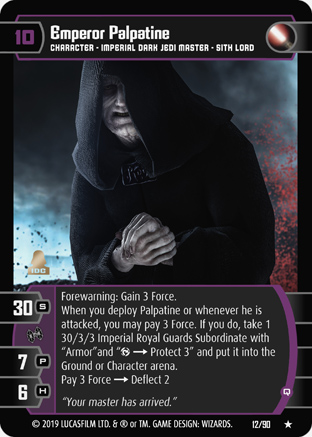 10 Emperor Palpatine
CHARACTER - IMPERIAL DARK JEDI MASTER - SITH LORD
30 S
7 P
6 H
Forewarning: Gain 3 Force.
When you deploy Palpatine or whenever he is
attacked, you may pay 3 Force. If you do, take 1
30/3/3 Imperial Royal Guards Subordinate with
"Armor"and " → Protect 3" and put it into the
Ground or Character arena.
Pay 3 Force → Deflect 2
"Your master has arrived."
© 2019 LUCASFILM LTD. & ® or TM. GAME DESIGN: WIZARDS. 12/90 ★